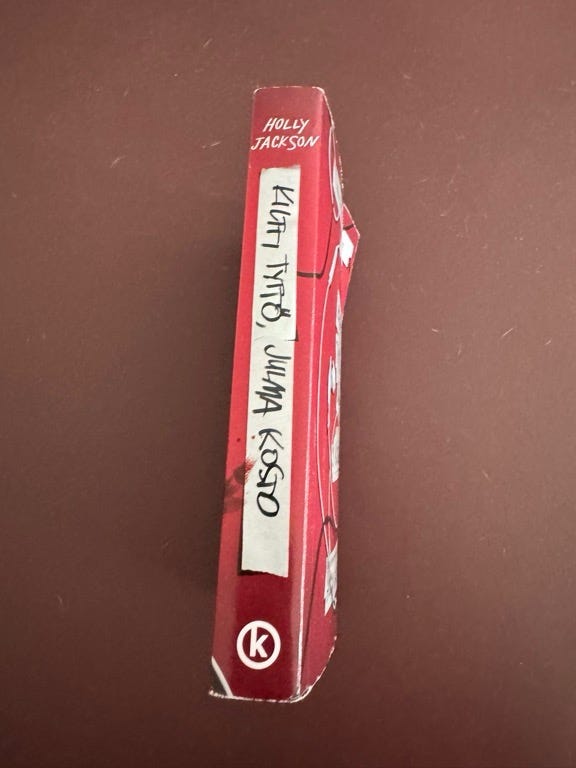 HOLLY
JACKSON
KILTTI TYTTÖ, JULMA KOSTO
k